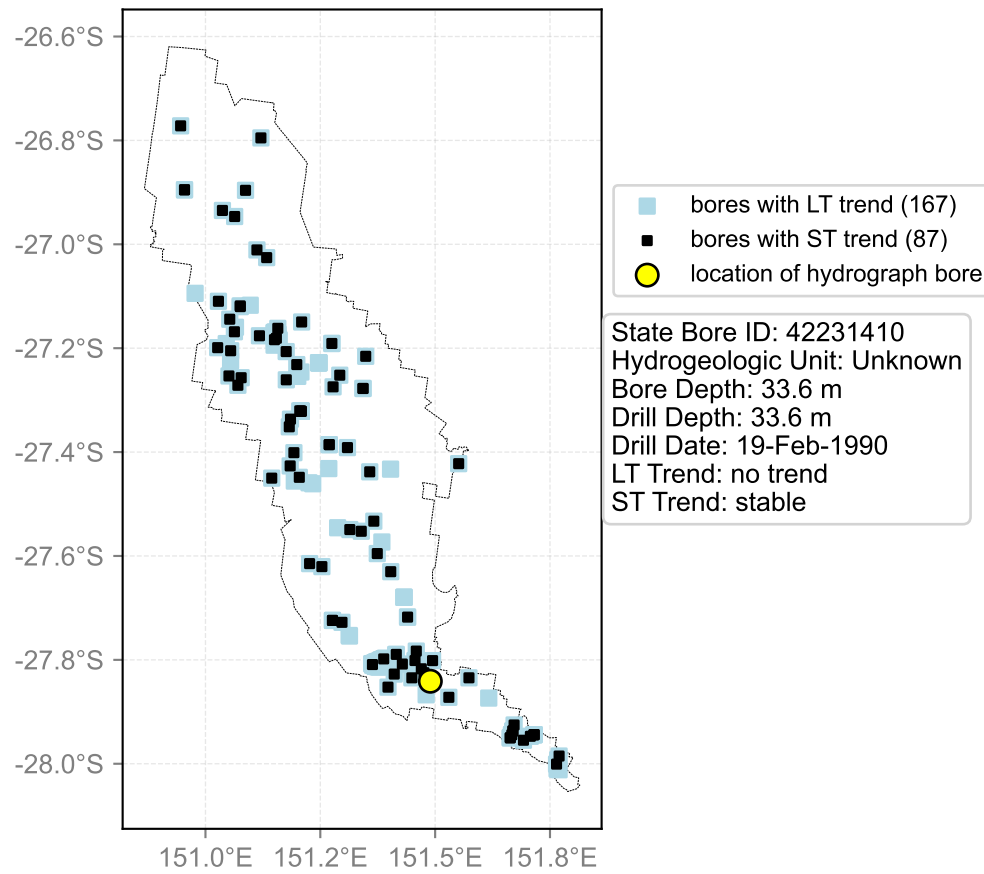 -26.6°S
-26.8°S
-27.0°S
-27.2°S
-27.4°S
-27.6°S
-27.8°S
-28.0°S
151.0°E
151.2°E
151.5°E
151.8°E
bores with LT trend (167)
bores with ST trend (87)
location of hydrograph bore
State Bore ID: 42231410
Hydrogeologic Unit: Unknown
Bore Depth: 33.6 m
Drill Depth: 33.6 m
Drill Date: 19-Feb-1990
LT Trend: no trend
ST Trend: stable